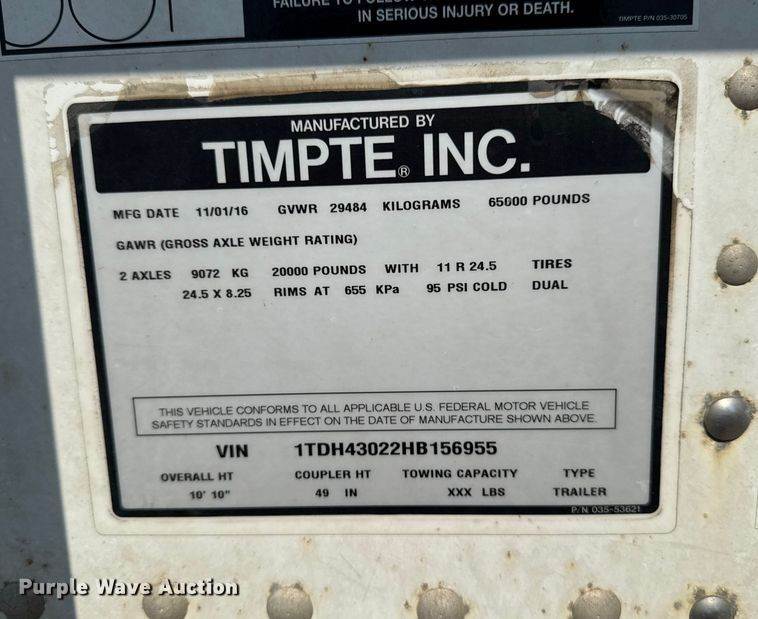 IN SERIOUS INJURY OR DEATH.
TIMPTE P/N 035-30705
MANUFACTURED BY
TIMPTE® INC.
MFG DATE 11/01/16 GVWR 29484 KILOGRAMS 65000 POUNDS
GAWR (GROSS AXLE WEIGHT RATING)
2 AXLES 9072 KG 20000 POUNDS WITH 11 R 24.5 TIRES
24.5 X 8.25 RIMS AT 655 KPa 95 PSI COLD DUAL
THIS VEHICLE CONFORMS TO ALL APPLICABLE U.S. FEDERAL MOTOR VEHICLE
SAFETY STANDARDS IN EFFECT ON THE DATE OF MANUFACTURE SHOWN ABOVE.
VIN 1TDH43022HB156955
OVERALL HT COUPLER HT TOWING CAPACITY TYPE
10' 10" 49 IN XXX LBS TRAILER
P/N 035-53621
Purple Wave Auction